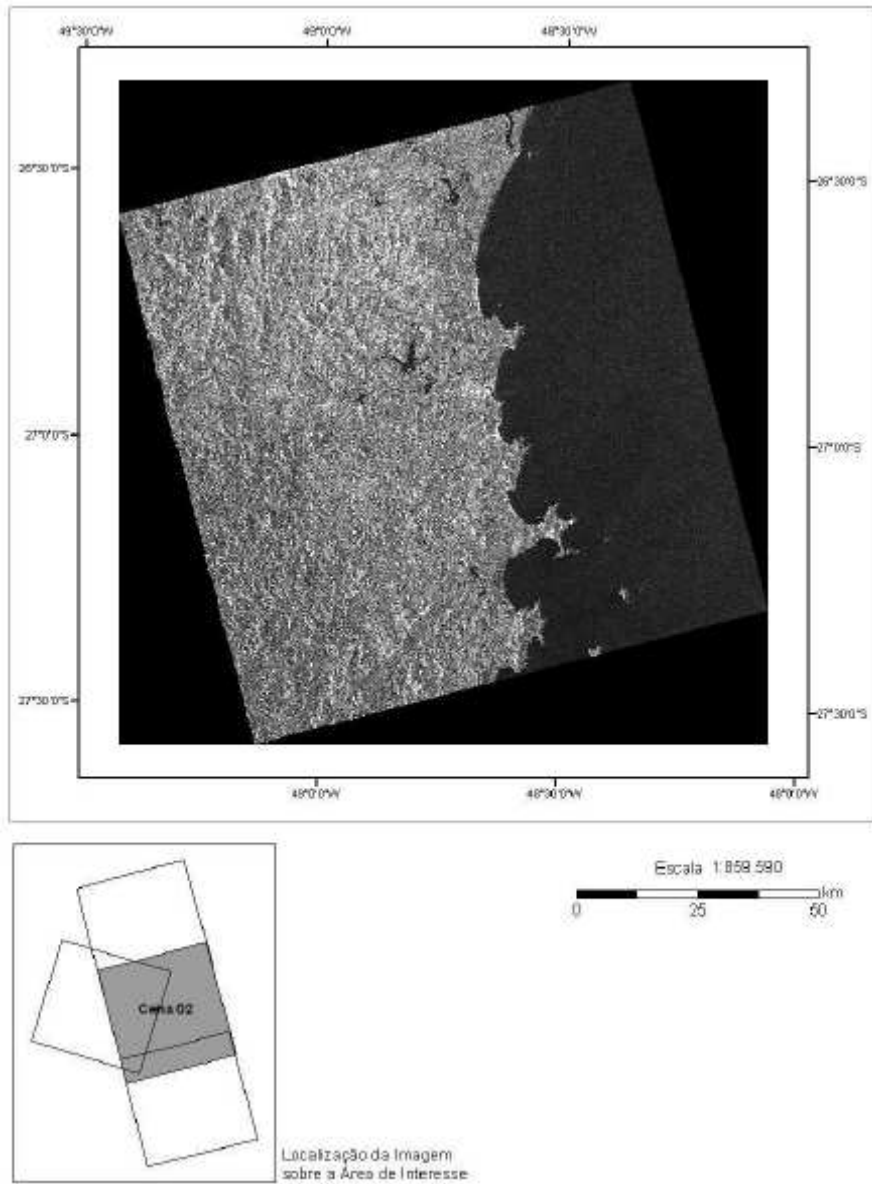 49°30'0"W 49°0'0"W 48°30'0"W
26°30'0"S
26°30'0"S
27°0'0"S
27°0'0"S
27°30'0"S
27°30'0"S
49°0'0"W 48°30'0"W 48°0'0"W
Cena 02
Localização da Imagem
sobre a Área de Interesse
Escala 1:859.590
km
0 25 50